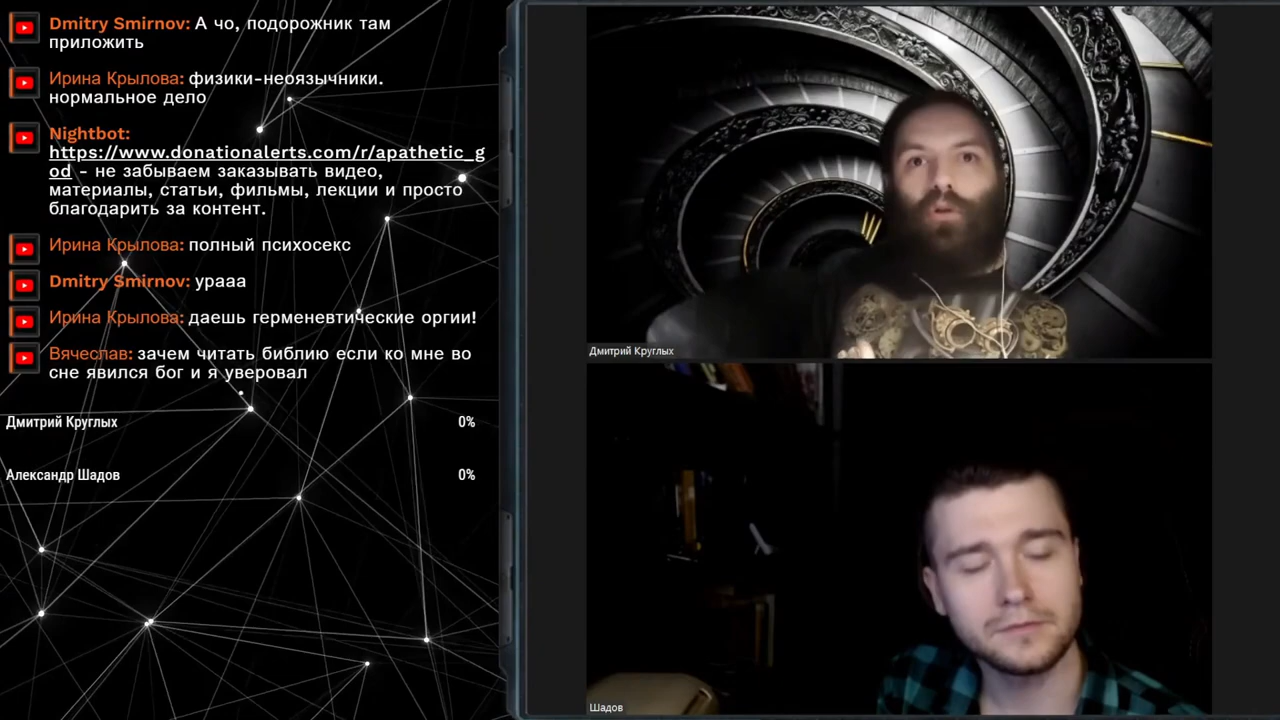 Dmitry Smirnov: А чо, подорожник там
приложить
Ирина Крылова: физики-неоязычники.
нормальное дело
Nightbot:
https://www.donationalerts.com/r/apathetic_g
od - не забываем заказывать видео,
материалы, статьи, фильмы, лекции и просто
благодарить за контент.
Ирина Крылова: полный психосекс
Dmitry Smirnov: урааа
Ирина Крылова: даешь герменевтические оргии!
Вячеслав: зачем читать библию если ко мне во
сне явился бог и я уверовал
Дмитрий Круглых 0%
Александр Шадов 0%
Дмитрий Круглых
Шадов